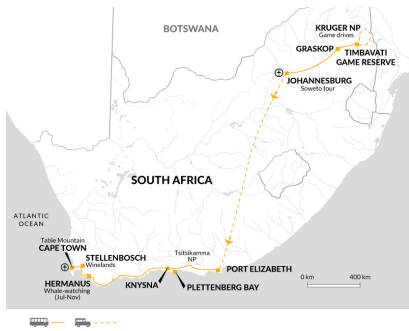 BOTSWANA
KRUGER NP
Game drives
GRASKOP
TIMBAVATI
GAME RESERVE
JOHANNESBURG
Soweto tour
SOUTH AFRICA
ATLANTIC
OCEAN
Table Mountain
CAPE TOWN
STELLENBOSCH
Winelands
Tsitsikamma
NP
PORT ELIZABETH
HERMANUS
Whale-watching
(Jul-Nov)
KNYSNA
PLETTENBERG BAY
0 km
400 km